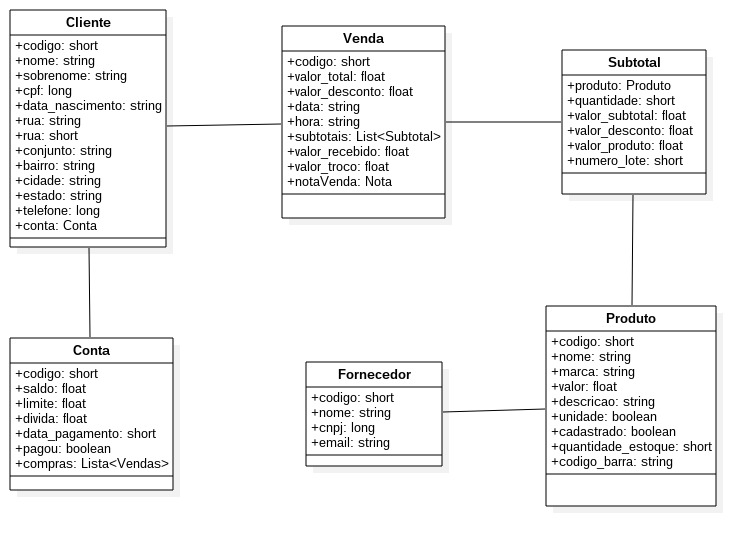 Cliente
+codigo: short
+nome: string
+sobrenome: string
+cpf: long
+data_nascimento: string
+rua: string
+rua: short
+conjunto: string
+bairro: string
+cidade: string
+estado: string
+telefone: long
+conta: Conta
Venda
+codigo: short
+valor_total: float
+valor_desconto: float
+data: string
+hora: string
+subtotais: List<Subtotal>
+valor_recebido: float
+valor_troco: float
+notaVenda: Nota
Subtotal
+produto: Produto
+quantidade: short
+valor_subtotal: float
+valor_desconto: float
+valor_produto: float
+numero_lote: short
Conta
+codigo: short
+saldo: float
+limite: float
+divida: float
+data_pagamento: short
+pagou: boolean
+compras: Lista<Vendas>
Fornecedor
+codigo: short
+nome: string
+cnpj: long
+email: string
Produto
+codigo: short
+nome: string
+marca: string
+valor: float
+descricao: string
+unidade: boolean
+cadastrado: boolean
+quantidade_estoque: short
+codigo_barra: string